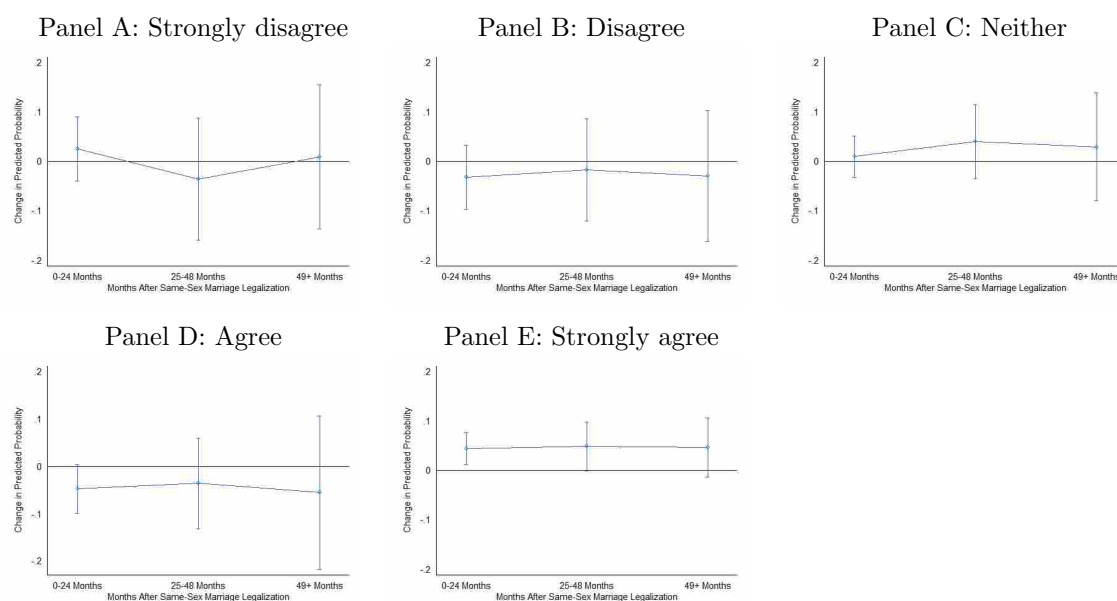 Panel A: Strongly disagree
Change in Predicted Probability
.2
.1
0
-.1
-.2
0-24 Months 25-48 Months 49+ Months
Months After Same-Sex Marriage Legalization
Panel B: Disagree
Change in Predicted Probability
.2
.1
0
-.1
-.2
0-24 Months 25-48 Months 49+ Months
Months After Same-Sex Marriage Legalization
Panel C: Neither
Change in Predicted Probability
.2
.1
0
-.1
-.2
0-24 Months 25-48 Months 49+ Months
Months After Same-Sex Marriage Legalization
Panel D: Agree
Change in Predicted Probability
.2
.1
0
-.1
-.2
0-24 Months 25-48 Months 49+ Months
Months After Same-Sex Marriage Legalization
Panel E: Strongly agree
Change in Predicted Probability
.2
.1
0
-.1
-.2
0-24 Months 25-48 Months 49+ Months
Months After Same-Sex Marriage Legalization